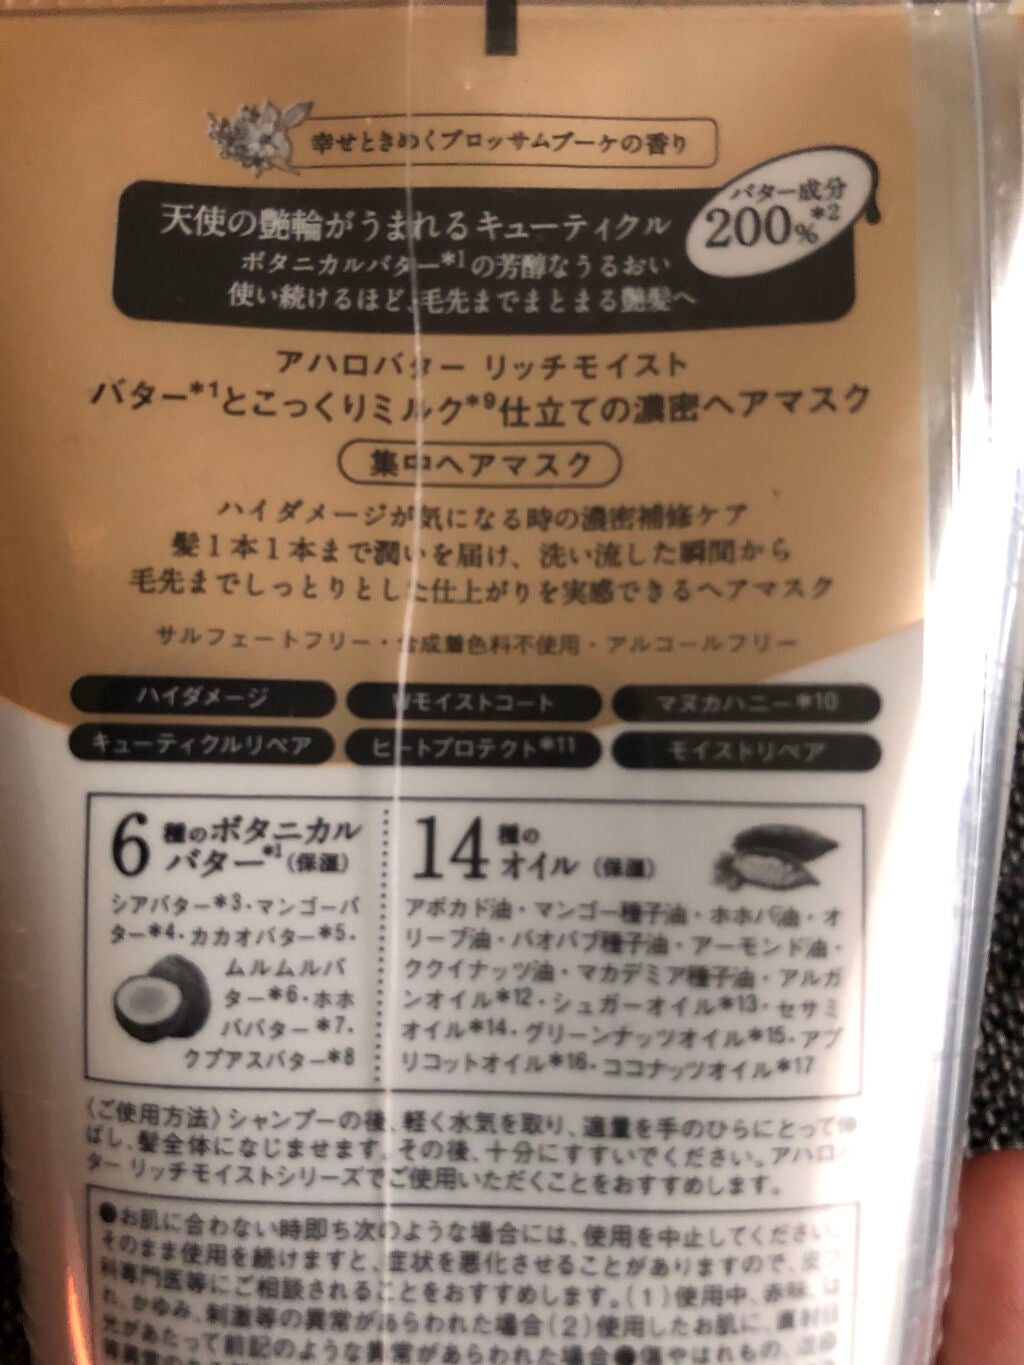 幸せときめくブロッサムブーケの香り
バター成分
200%*2
天使の艶輪がうまれるキューティクル
ボタニカルバター*1の芳醇なうるおい
使い続けるほど、毛先までまとまる艶髪へ
アハロバター リッチモイスト
バター*1とこっくりミルク*9仕立ての濃密ヘアマスク
集中ヘアマスク
ハイダメージが気になる時の濃密補修ケア
髪1本1本まで潤いを届け、洗い流した瞬間から
毛先までしっとりとした仕上がりを実感できるヘアマスク
サルフェートフリー・合成着色料不使用・アルコールフリー
ハイダメージ
Wモイストコート
マヌカハニー*10
キューティクルリペア
ヒートプロテクト*11
モイストリペア
6種のボタニカル
バター*1(保湿)
シアバター*3・マンゴーバ
ター*4・カカオバター*5・
ムルムルバ
ター*6・ホホ
バター*7・
クプアスバター*8
14種の
オイル(保湿)
アボカド油・マンゴー種子油・ホホバ油・オ
リーブ油・バオバブ種子油・アーモンド油・
ククイナッツ油・マカデミア種子油・アルガ
ンオイル*12・シュガーオイル*13・セサミ
オイル*14・グリーンナッツオイル*15・アプ
リコットオイル*16・ココナッツオイル*17
〈ご使用方法〉シャンプーの後、軽く水気を取り、適量を手のひらにとって伸
ばし、髪全体になじませます。その後、十分にすすいでください。アハロバ
ター リッチモイストシリーズでご使用いただくことをおすすめします。
●お肌に合わない時即ち次のような場合には、使用を中止してください。
そのまま使用を続けますと、症状を悪化させることがありますので、皮フ
科専門医等にご相談されることをおすすめします。(1)使用中、赤味、は
れ、かゆみ、刺激等の異常があらわれた場合(2)使用したお肌に、直射日
光があたって前記のような異常があらわれた場合●傷やはれもの、湿疹